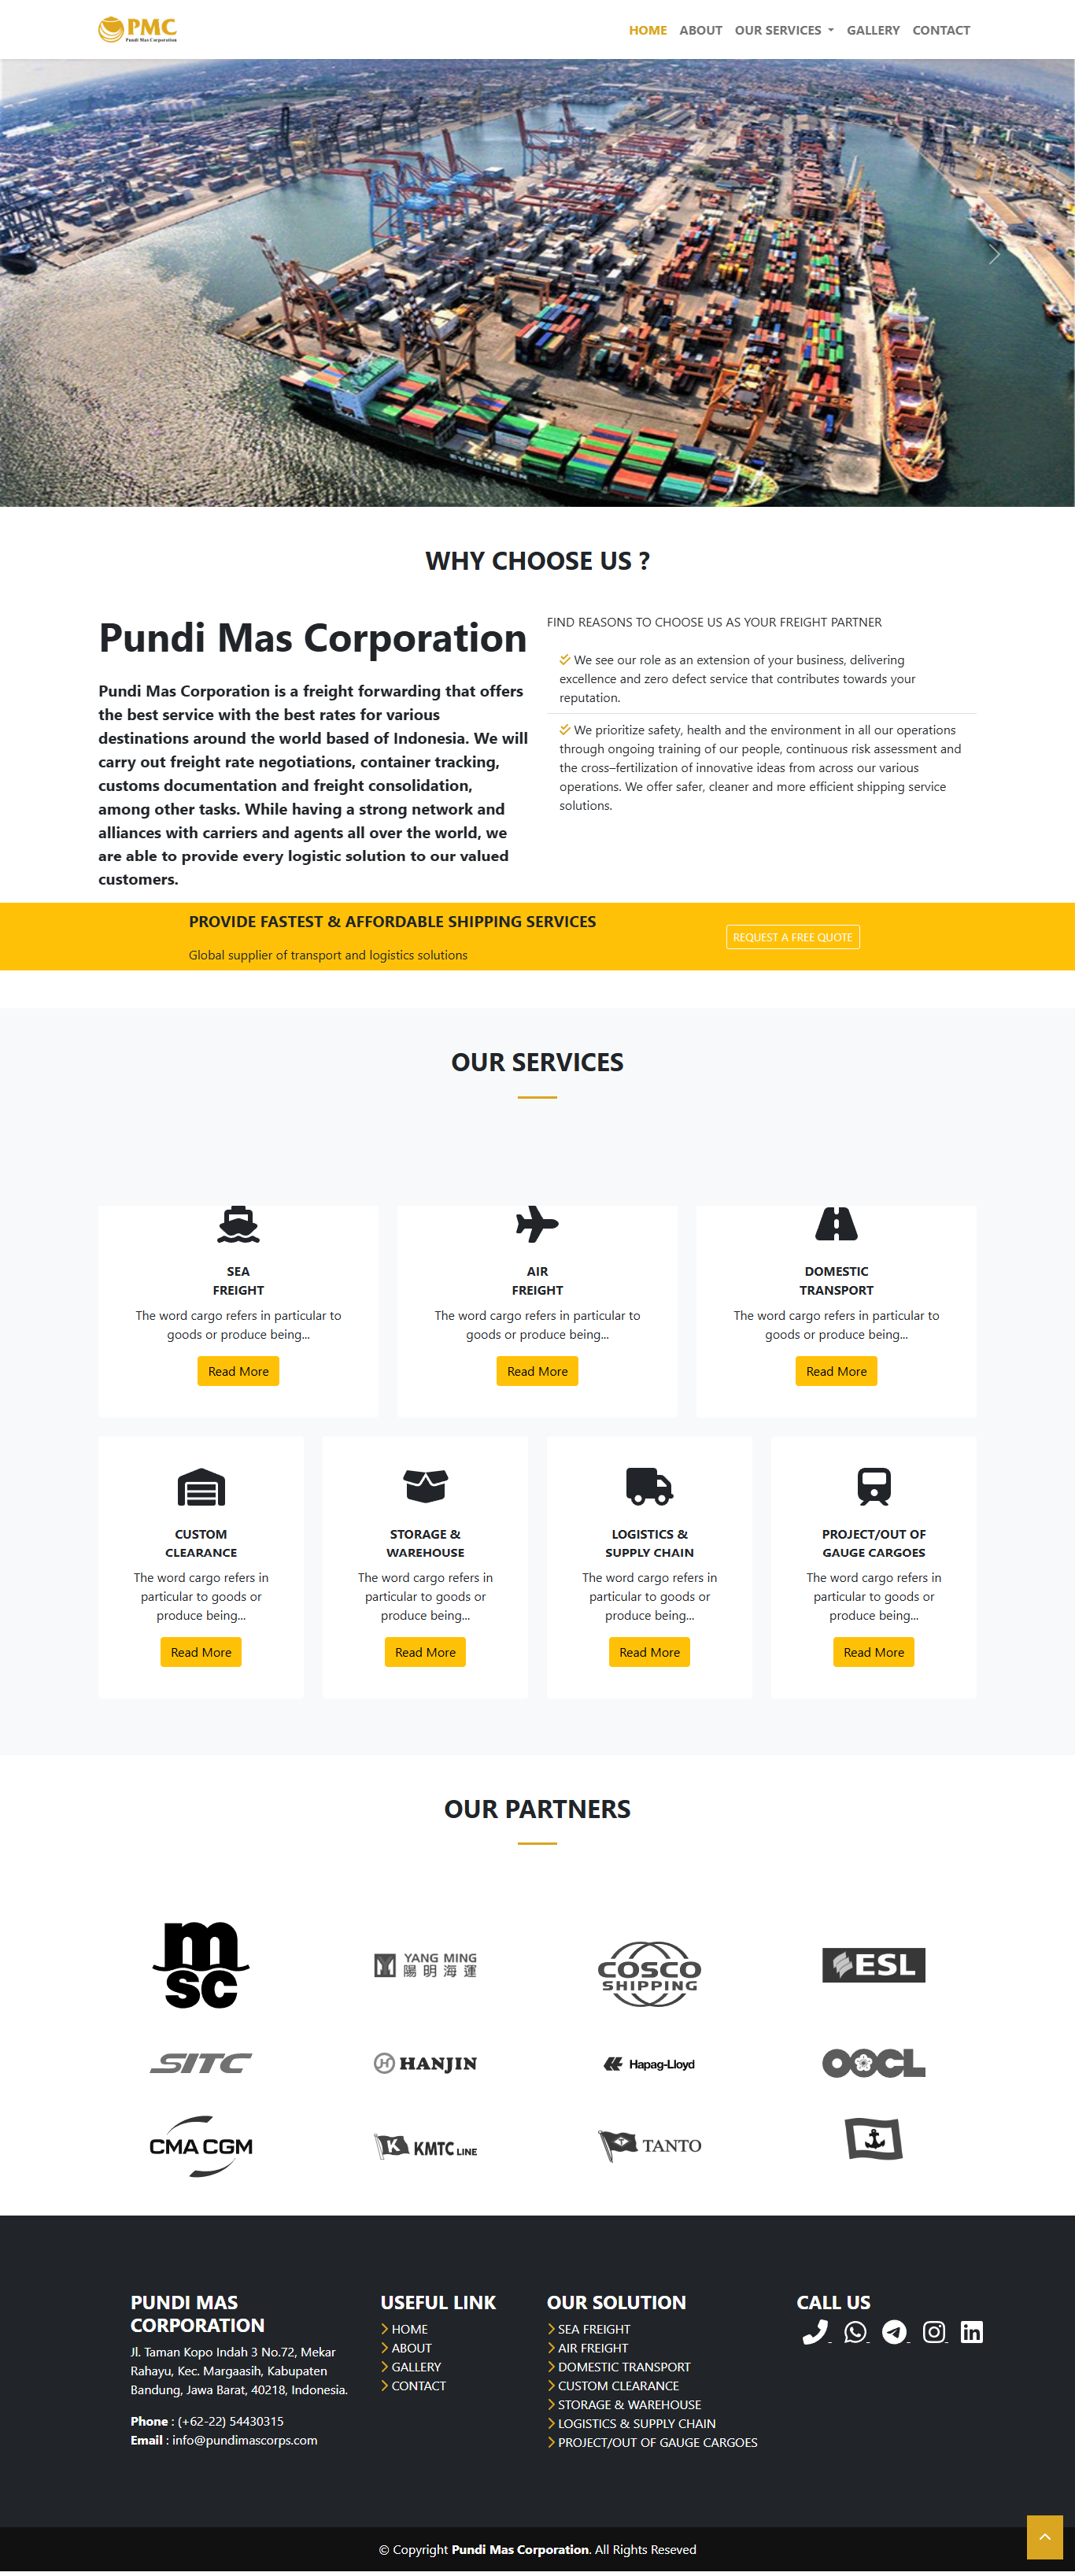 PMC
Pundi Mas Corporation
HOME ABOUT OUR SERVICES GALLERY CONTACT
EVERGREEN
WHY CHOOSE US ?
Pundi Mas Corporation
Pundi Mas Corporation is a freight forwarding that offers
the best service with the best rates for various
destinations around the world based of Indonesia. We will
carry out freight rate negotiations, container tracking,
customs documentation and freight consolidation,
among other tasks. While having a strong network and
alliances with carriers and agents all over the world, we
are able to provide every logistic solution to our valued
customers.
FIND REASONS TO CHOOSE US AS YOUR FREIGHT PARTNER
We see our role as an extension of your business, delivering
excellence and zero defect service that contributes towards your
reputation.
We prioritize safety, health and the environment in all our operations
through ongoing training of our people, continuous risk assessment and
the cross–fertilization of innovative ideas from across our various
operations. We offer safer, cleaner and more efficient shipping service
solutions.
PROVIDE FASTEST & AFFORDABLE SHIPPING SERVICES
Global supplier of transport and logistics solutions
REQUEST A FREE QUOTE
OUR SERVICES
SEA
FREIGHT
The word cargo refers in particular to
goods or produce being...
Read More
AIR
FREIGHT
The word cargo refers in particular to
goods or produce being...
Read More
DOMESTIC
TRANSPORT
The word cargo refers in particular to
goods or produce being...
Read More
CUSTOM
CLEARANCE
The word cargo refers in
particular to goods or
produce being...
Read More
STORAGE &
WAREHOUSE
The word cargo refers in
particular to goods or
produce being...
Read More
LOGISTICS &
SUPPLY CHAIN
The word cargo refers in
particular to goods or
produce being...
Read More
PROJECT/OUT OF
GAUGE CARGOES
The word cargo refers in
particular to goods or
produce being...
Read More
OUR PARTNERS
msc
YANG MING
陽明海運
COSCO
SHIPPING
ESL
SITC
HANJIN
Hapag-Lloyd
OOCL
CMA CGM
K KMTC LINE
T TANTO
PUNDI MAS
CORPORATION
Jl. Taman Kopo Indah 3 No.72, Mekar
Rahayu, Kec. Margaasih, Kabupaten
Bandung, Jawa Barat, 40218, Indonesia.
Phone : (+62-22) 54430315
Email : info@pundimascorps.com
USEFUL LINK
HOME
ABOUT
GALLERY
CONTACT
OUR SOLUTION
SEA FREIGHT
AIR FREIGHT
DOMESTIC TRANSPORT
CUSTOM CLEARANCE
STORAGE & WAREHOUSE
LOGISTICS & SUPPLY CHAIN
PROJECT/OUT OF GAUGE CARGOES
CALL US
© Copyright Pundi Mas Corporation. All Rights Reseved